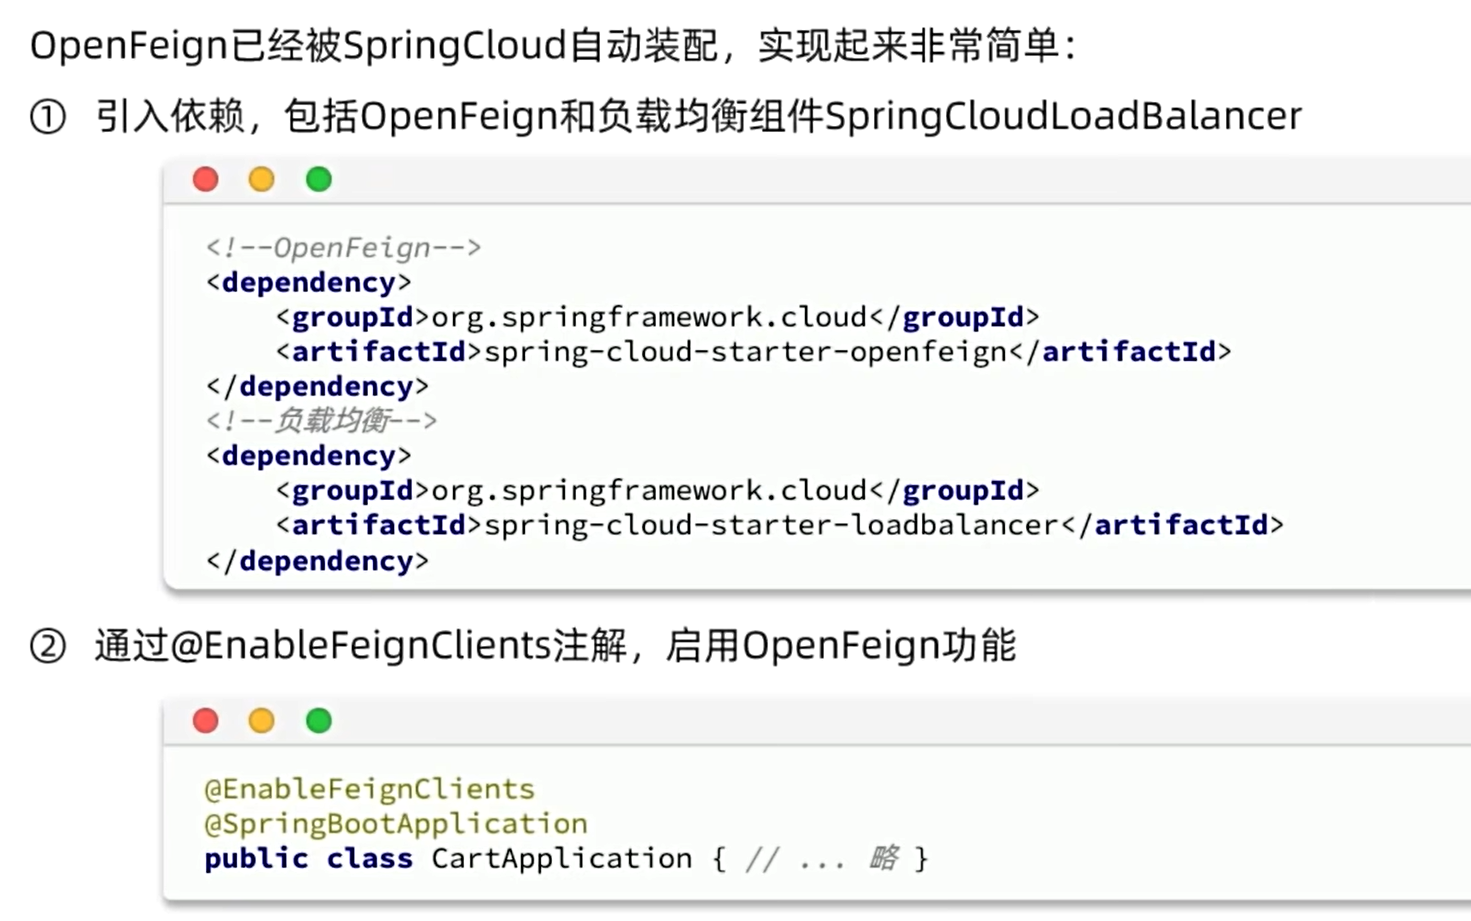 OpenFeign已经被SpringCloud自动装配，实现起来非常简单：
① 引入依赖，包括OpenFeign和负载均衡组件SpringCloudLoadBalancer
<!--OpenFeign-->
<dependency>
    <groupId>org.springframework.cloud</groupId>
    <artifactId>spring-cloud-starter-openfeign</artifactId>
</dependency>
<!--负载均衡-->
<dependency>
    <groupId>org.springframework.cloud</groupId>
    <artifactId>spring-cloud-starter-loadbalancer</artifactId>
</dependency>
② 通过@EnableFeignClients注解，启用OpenFeign功能
@EnableFeignClients
@SpringBootApplication
public class CartApplication { // ... 略 }